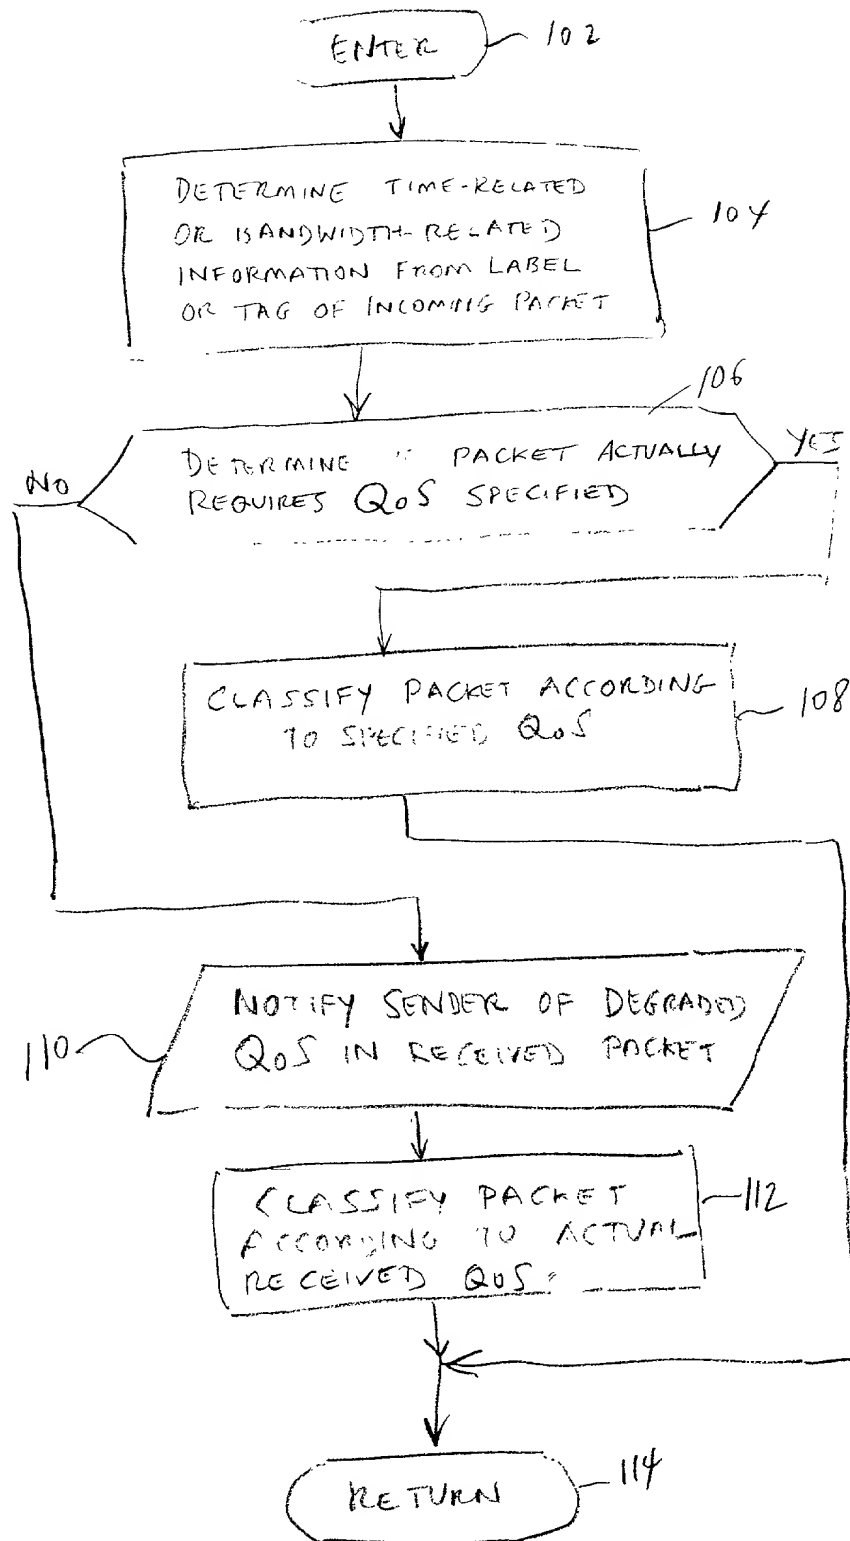 ENTER
102
DETERMINE TIME-RELATED
OR BANDWIDTH-RELATED
INFORMATION FROM LABEL
OR TAG OF INCOMING PACKET
104
106
NO
YES
DETERMINE PACKET ACTUALLY
REQUIRES QoS SPECIFIED
CLASSIFY PACKET ACCORDING
TO SPECIFIED QoS
108
NOTIFY SENDER OF DEGRADED
QoS IN RECEIVED PACKET
110
CLASSIFY PACKET
ACCORDING TO ACTUAL
RECEIVED QoS
112
RETURN
114